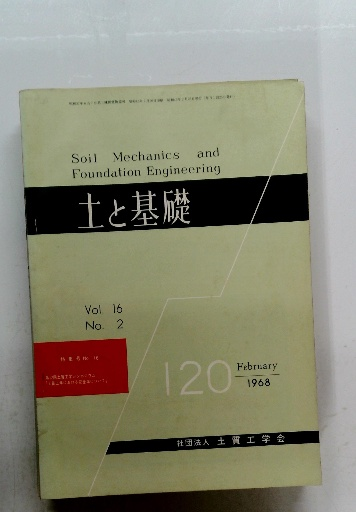 Soil Mechanics and
Foundation Engineering
土と基礎
Vol. 16
No. 2
120
February
1968
社団法人 土質工学会